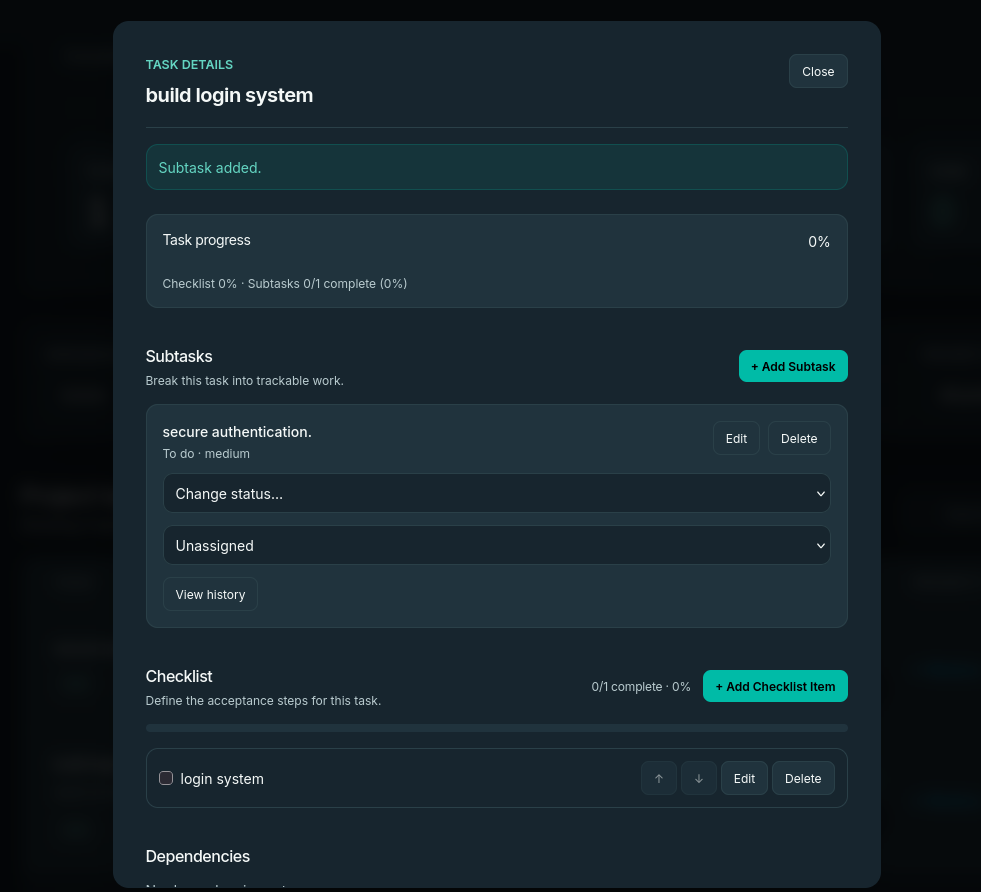 TASK DETAILS
build login system
Close
Subtask added.
Task progress
0%
Checklist 0% · Subtasks 0/1 complete (0%)
Subtasks
Break this task into trackable work.
+ Add Subtask
secure authentication.
To do · medium
Edit
Delete
Change status...
Unassigned
View history
Checklist
Define the acceptance steps for this task.
0/1 complete · 0%
+ Add Checklist Item
login system
↑
↓
Edit
Delete
Dependencies